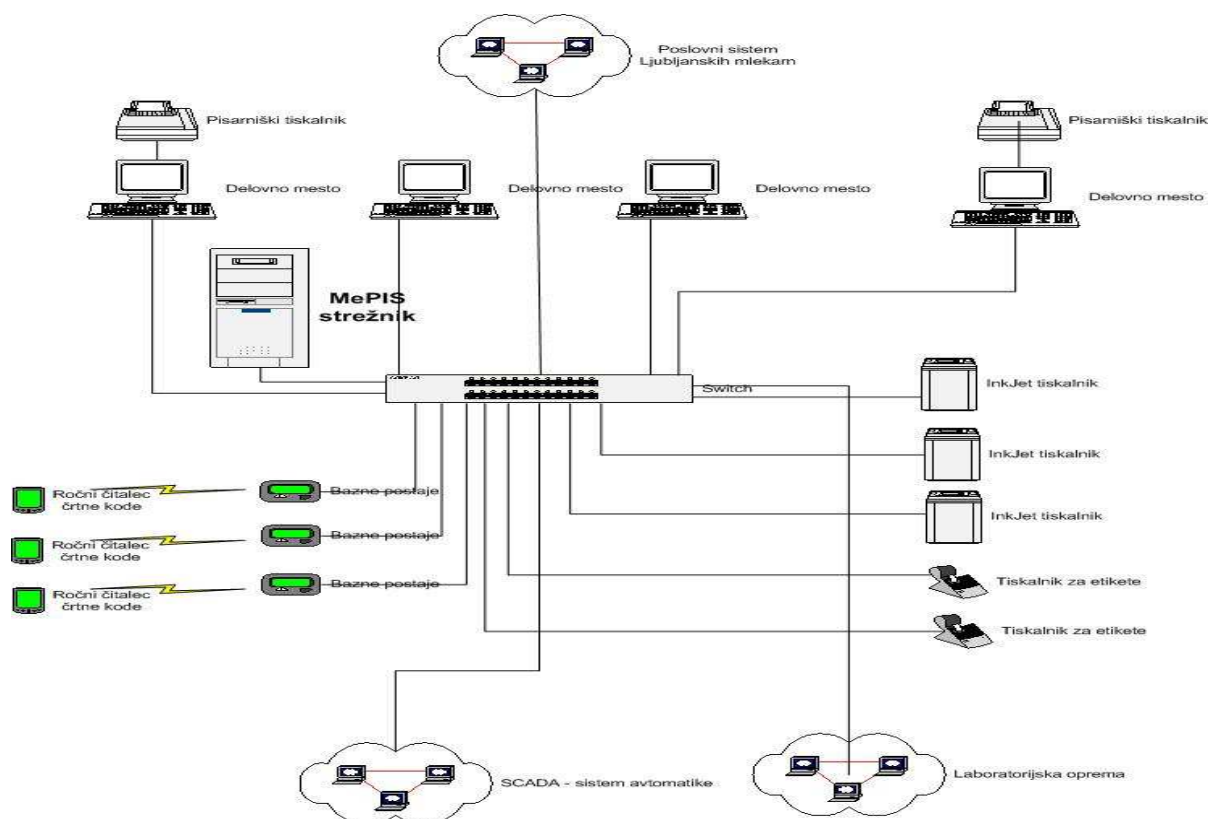 Poslovni sistem
Ljubljanskih mlekarn
Pisarniški tiskalnik
Pisarniški tiskalnik
Delovno mesto
Delovno mesto
Delovno mesto
Delovno mesto
MePIS
strežnik
Switch
InkJet tiskalnik
InkJet tiskalnik
InkJet tiskalnik
Ročni čitalec
črtne kode
Bazne postaje
Ročni čitalec
črtne kode
Bazne postaje
Ročni čitalec
črtne kode
Bazne postaje
Tiskalnik za etikete
Tiskalnik za etikete
SCADA - sistem avtomatike
Laboratorijska oprema